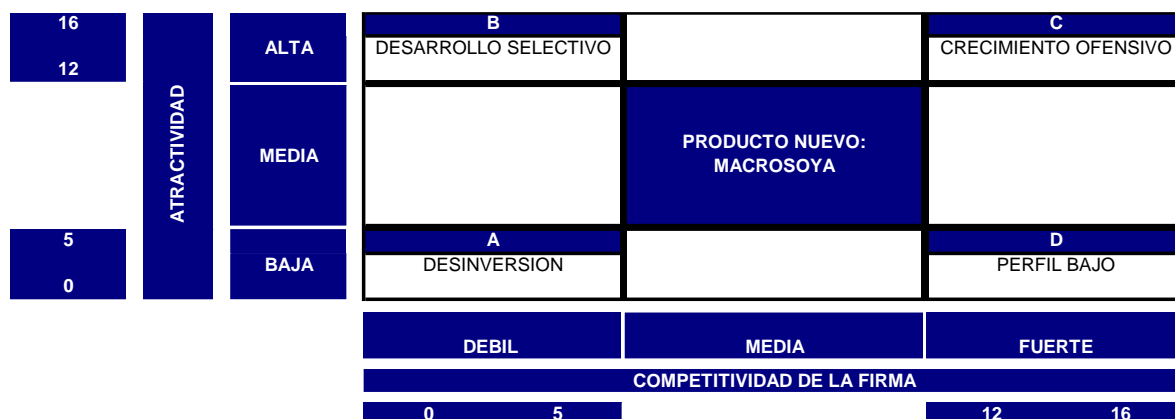 16
12
ATRACTIVIDAD
ALTA
B
DESARROLLO SELECTIVO
C
CRECIMIENTO OFENSIVO
MEDIA
PRODUCTO NUEVO:
MACROSOYA
5
0
BAJA
A
DESINVERSION
D
PERFIL BAJO
DEBIL
MEDIA
FUERTE
COMPETITIVIDAD DE LA FIRMA
0 5
12 16